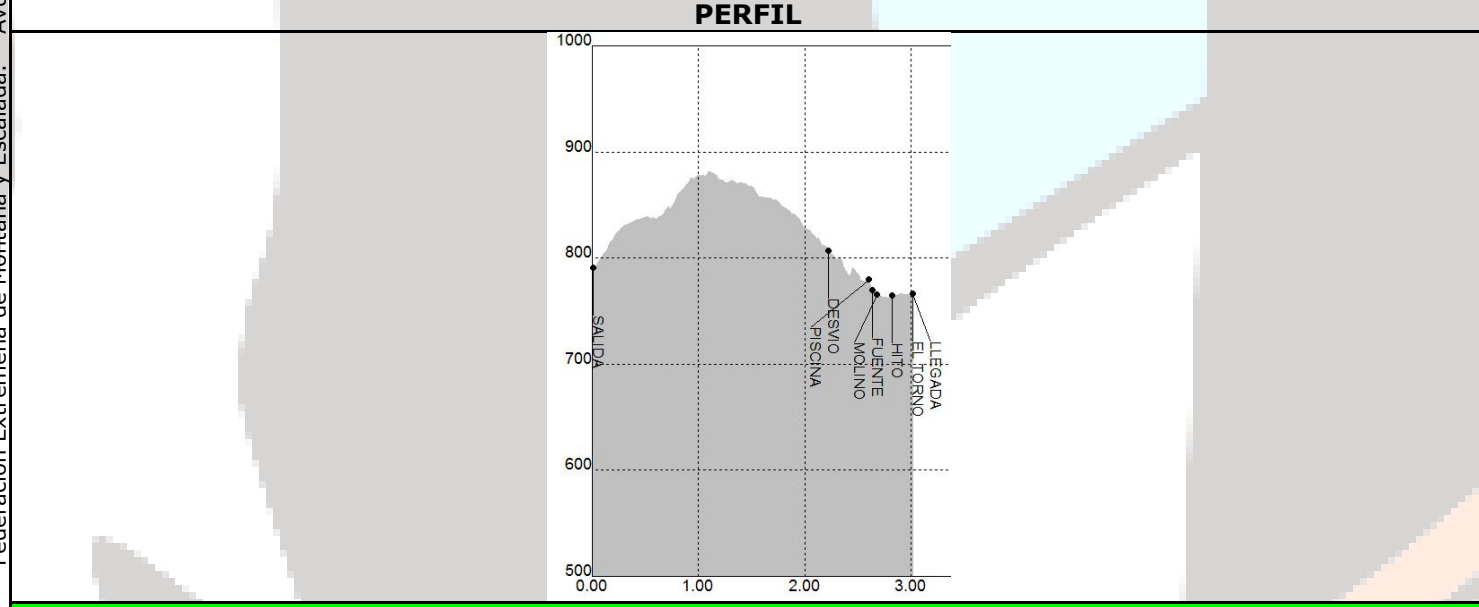 PERFIL
Federación Extremeña de Montaña y Escalada.
1000
900
800
700
600
500
0.00 1.00 2.00 3.00
SALIDA
DESVIO
PISCINA
MOLINO
FUENTE
HITO
EL TORNO
LLEGADA